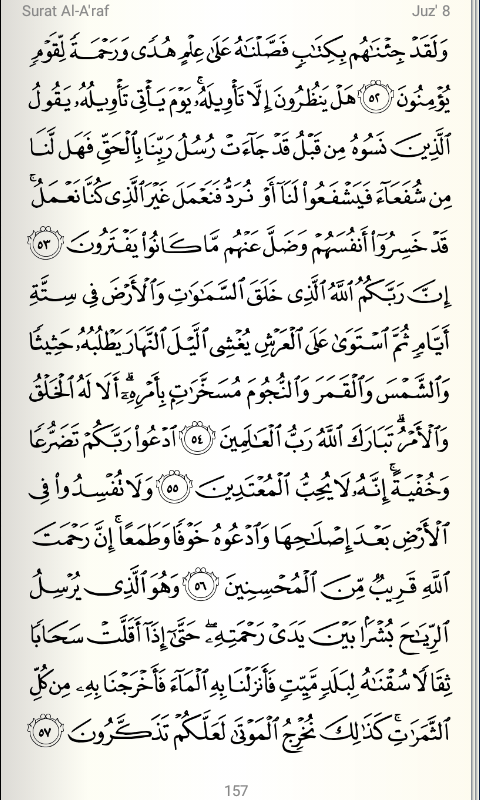 Surat Al-A'raf
Juz' 8
وَلَقَدْ جِئْنَٰهُم بِكِتَٰبٍ فَصَّلْنَٰهُ عَلَىٰ عِلْمٍ هُدًى وَرَحْمَةً لِّقَوْمٍ
يُؤْمِنُونَ ٥٢ هَلْ يَنظُرُونَ إِلَّا تَأْوِيلَهُۥ ۚ يَوْمَ يَأْتِى تَأْوِيلُهُۥ يَقُولُ
ٱلَّذِينَ نَسُوهُ مِن قَبْلُ قَدْ جَآءَتْ رُسُلُ رَبِّنَا بِٱلْحَقِّ فَهَل لَّنَا
مِن شُفَعَآءَ فَيَشْفَعُوا۟ لَنَآ أَوْ نُرَدُّ فَنَعْمَلَ غَيْرَ ٱلَّذِى كُنَّا نَعْمَلُ ۚ
قَدْ خَسِرُوٓا۟ أَنفُسَهُمْ وَضَلَّ عَنْهُم مَّا كَانُوا۟ يَفْتَرُونَ ٥٣
إِنَّ رَبَّكُمُ ٱللَّهُ ٱلَّذِى خَلَقَ ٱلسَّمَٰوَٰتِ وَٱلْأَرْضَ فِى سِتَّةِ
أَيَّامٍ ثُمَّ ٱسْتَوَىٰ عَلَى ٱلْعَرْشِ يُغْشِى ٱلَّيْلَ ٱلنَّهَارَ يَطْلُبُهُۥ حَثِيثًا
وَٱلشَّمْسَ وَٱلْقَمَرَ وَٱلنُّجُومَ مُسَخَّرَٰتٍۭ بِأَمْرِهِۦٓ ۗ أَلَا لَهُ ٱلْخَلْقُ
وَٱلْأَمْرُ ۗ تَبَارَكَ ٱللَّهُ رَبُّ ٱلْعَٰلَمِينَ ٥٤ ٱدْعُوا۟ رَبَّكُمْ تَضَرُّعًا
وَخُفْيَةً ۚ إِنَّهُۥ لَا يُحِبُّ ٱلْمُعْتَدِينَ ٥٥ وَلَا تُفْسِدُوا۟ فِى
ٱلْأَرْضِ بَعْدَ إِصْلَٰحِهَا وَٱدْعُوهُ خَوْفًا وَطَمَعًا ۚ إِنَّ رَحْمَتَ
ٱللَّهِ قَرِيبٌ مِّنَ ٱلْمُحْسِنِينَ ٥٦ وَهُوَ ٱلَّذِى يُرْسِلُ
ٱلرِّيَٰحَ بُشْرًۢا بَيْنَ يَدَىْ رَحْمَتِهِۦ ۖ حَتَّىٰٓ إِذَآ أَقَلَّتْ سَحَابًا
ثِقَالًا سُقْنَٰهُ لِبَلَدٍ مَّيِّتٍ فَأَنزَلْنَا بِهِ ٱلْمَآءَ فَأَخْرَجْنَا بِهِۦ مِن كُلِّ
ٱلثَّمَرَٰتِ ۚ كَذَٰلِكَ نُخْرِجُ ٱلْمَوْتَىٰ لَعَلَّكُمْ تَذَكَّرُونَ ٥٧
157